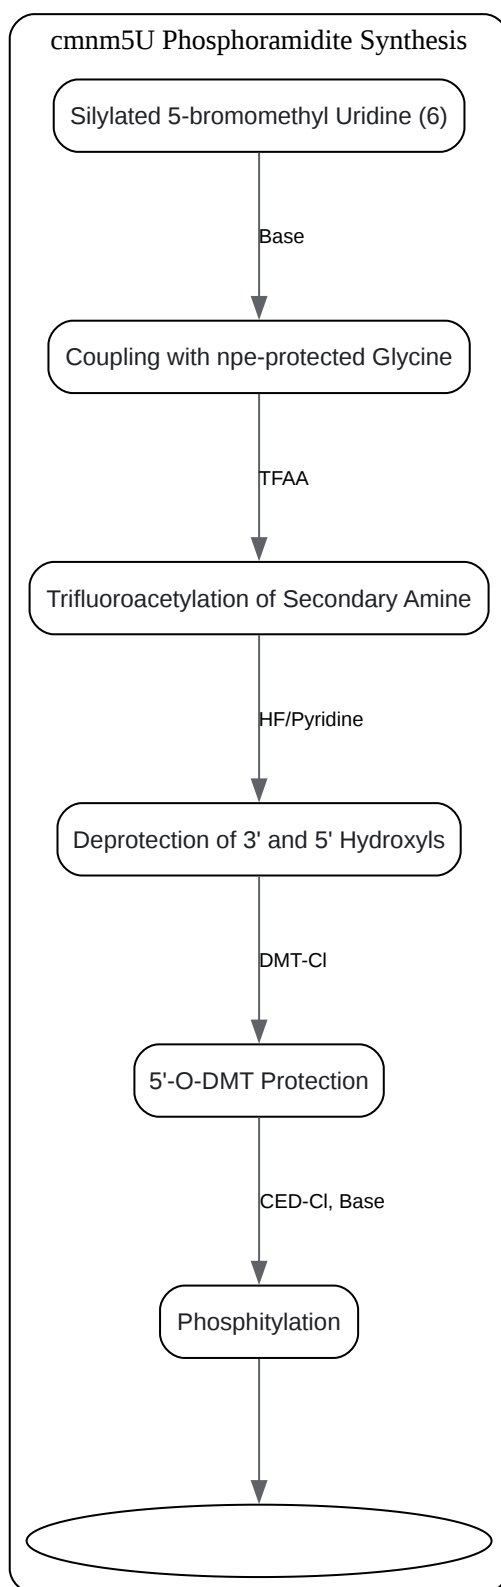 cmnm5U Phosphoramidite Synthesis
Silylated 5-bromomethyl Uridine (6)
Base
Coupling with npe-protected Glycine
TFAA
Trifluoroacetylation of Secondary Amine
HF/Pyridine
Deprotection of 3' and 5' Hydroxyls
DMT-Cl
5'-O-DMT Protection
CED-Cl, Base
Phosphitylation